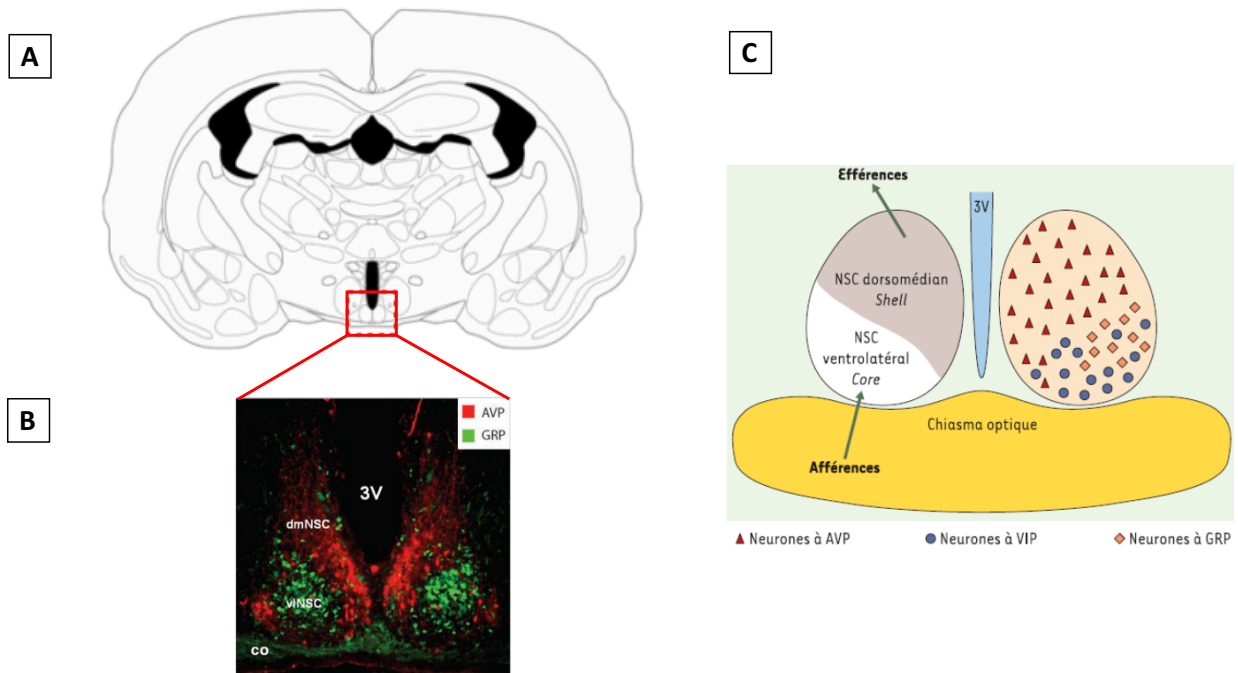 A
B
AVP
GRP
3V
dmNSC
vlNSC
co
C
Efférences
3V
NSC dorsomédian
Shell
NSC
ventrolatéral
Core
Chiasma optique
Afférences
Neurones à AVP
Neurones à VIP
Neurones à GRP